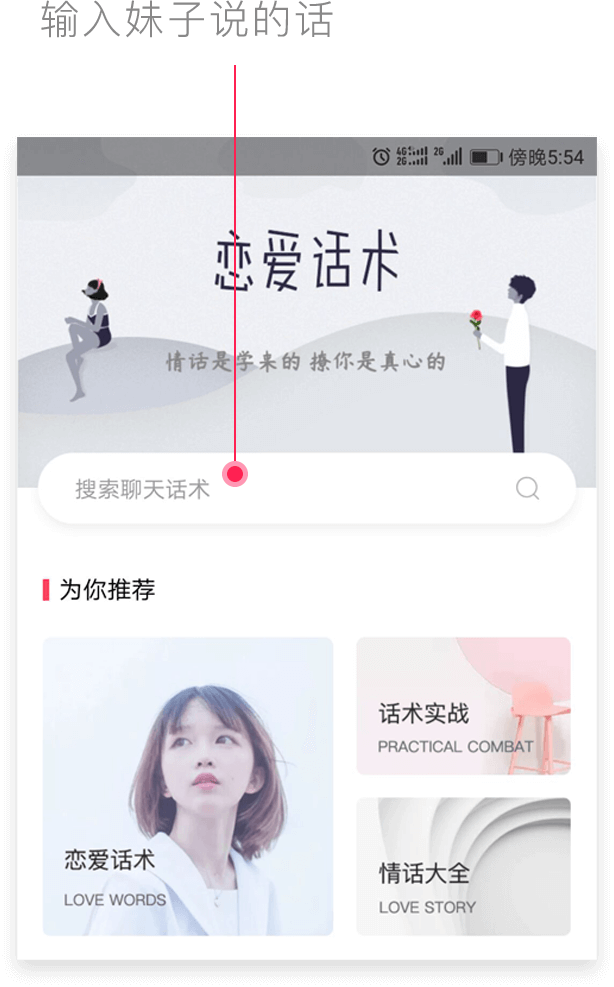 输入妹子说的话
4G 2G 2G 傍晚5:54
恋爱话术
情话是学来的 撩你是真心的
搜索聊天话术
为你推荐
话术实战
PRACTICAL COMBAT
恋爱话术
LOVE WORDS
情话大全
LOVE STORY